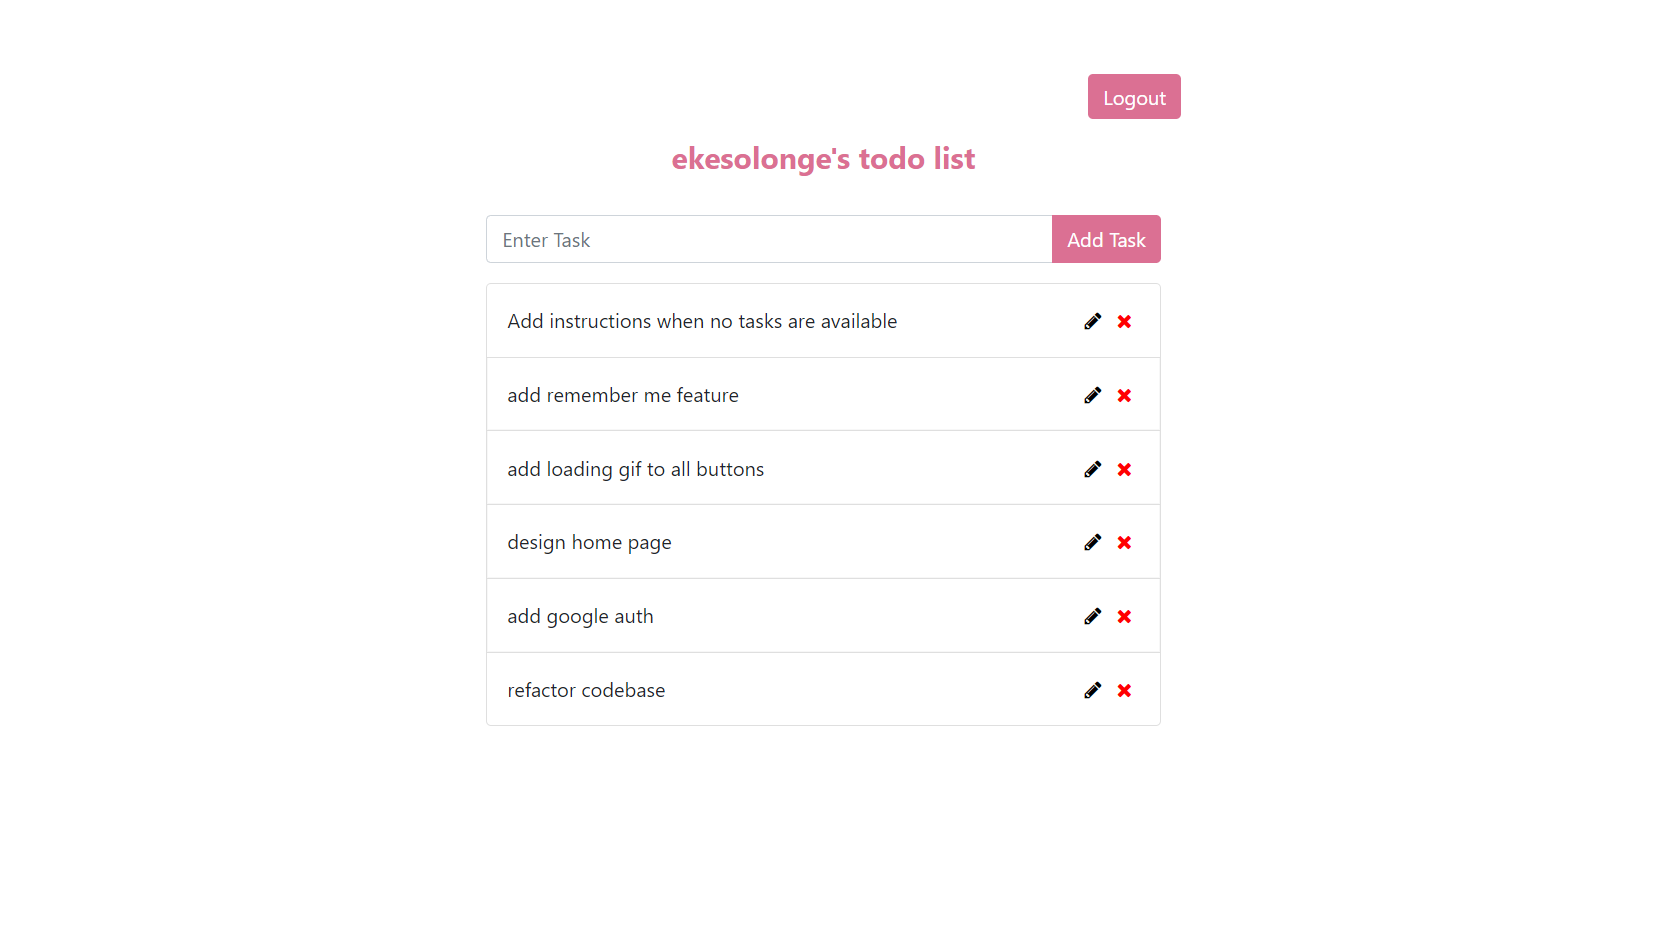 Logout
ekesolonge's todo list
Enter Task
Add Task
Add instructions when no tasks are available
add remember me feature
add loading gif to all buttons
design home page
add google auth
refactor codebase